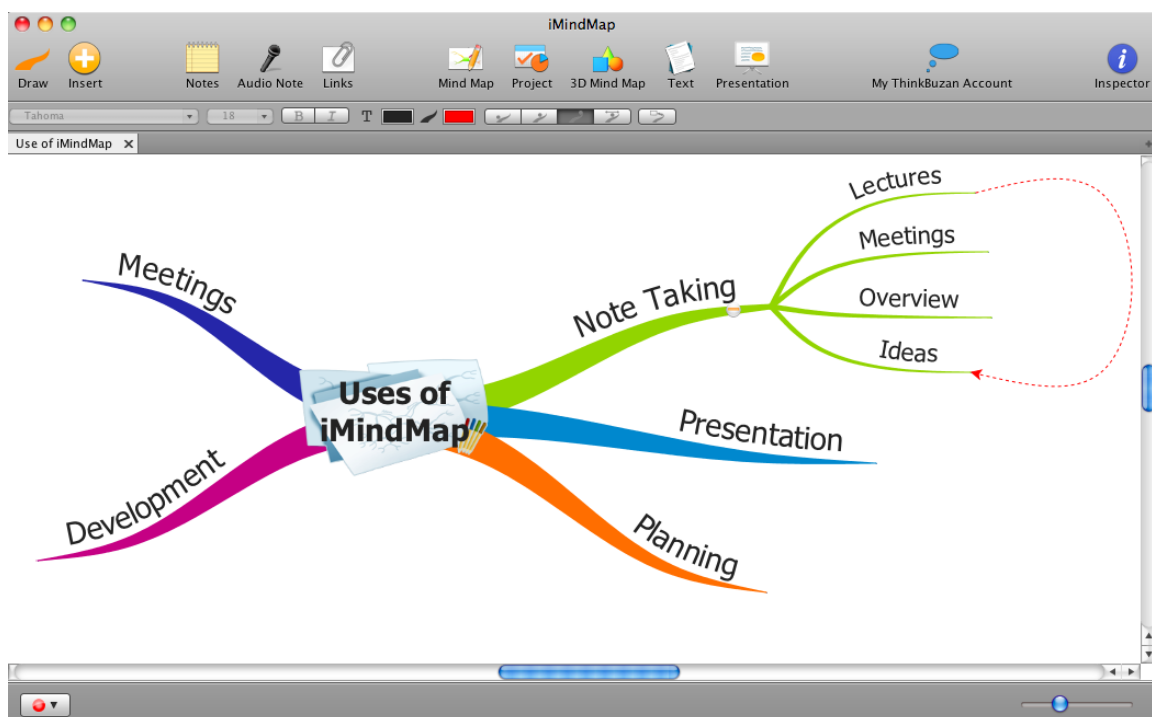 iMindMap
Draw Insert Notes Audio Note Links Mind Map Project 3D Mind Map Text Presentation My ThinkBuzan Account Inspector
Tahoma 18 B I T
Use of iMindMap
Lectures
Meetings
Overview
Ideas
Note Taking
Meetings
Uses of
iMindMap
Presentation
Development
Planning